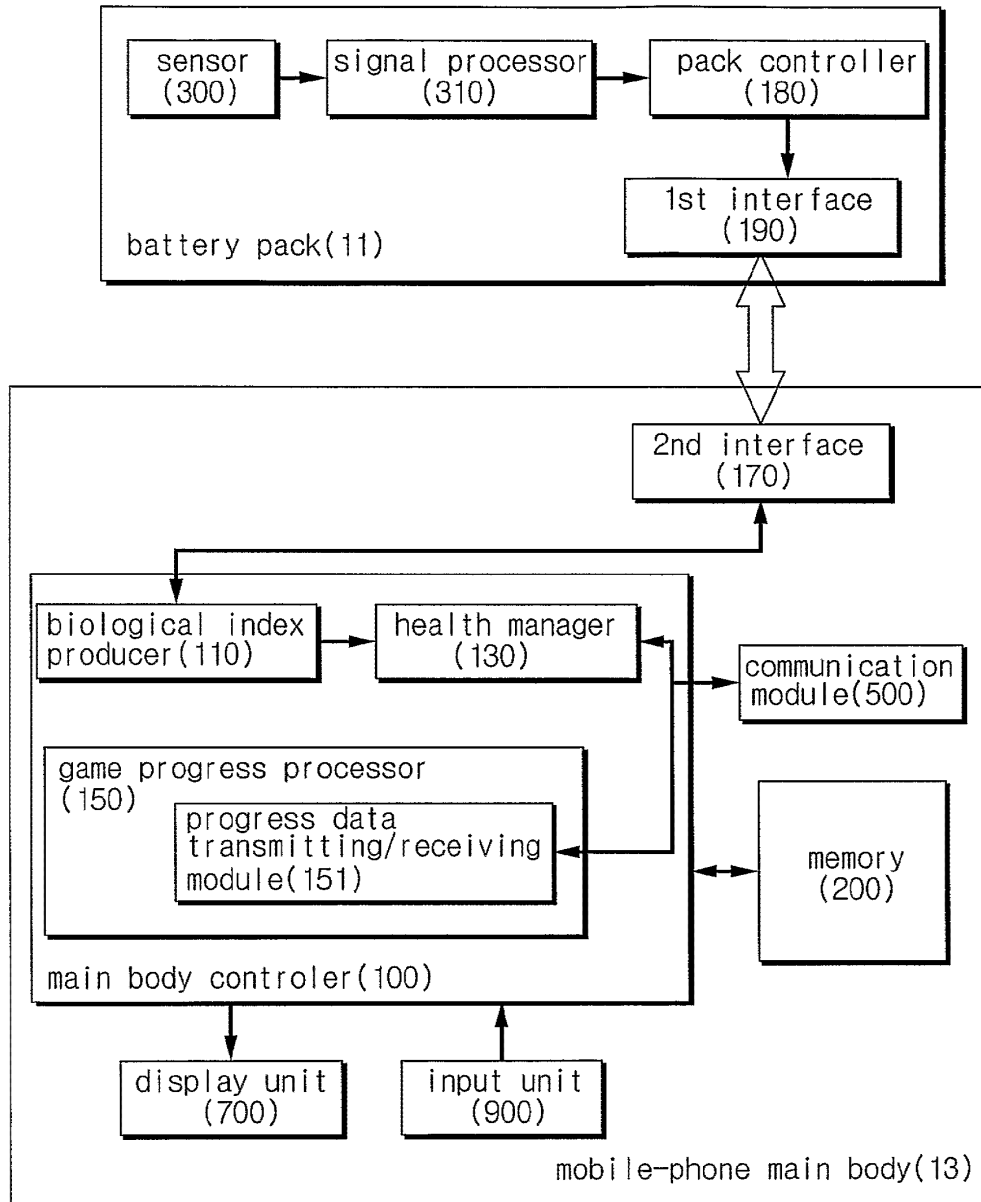 sensor
(300)
signal processor
(310)
pack controller
(180)
1st interface
(190)
battery pack(11)
2nd interface
(170)
biological index
producer(110)
health manager
(130)
communication
module(500)
game progress processor
(150)
progress data
transmitting/receiving
module(151)
memory
(200)
main body controler(100)
display unit
(700)
input unit
(900)
mobile-phone main body(13)